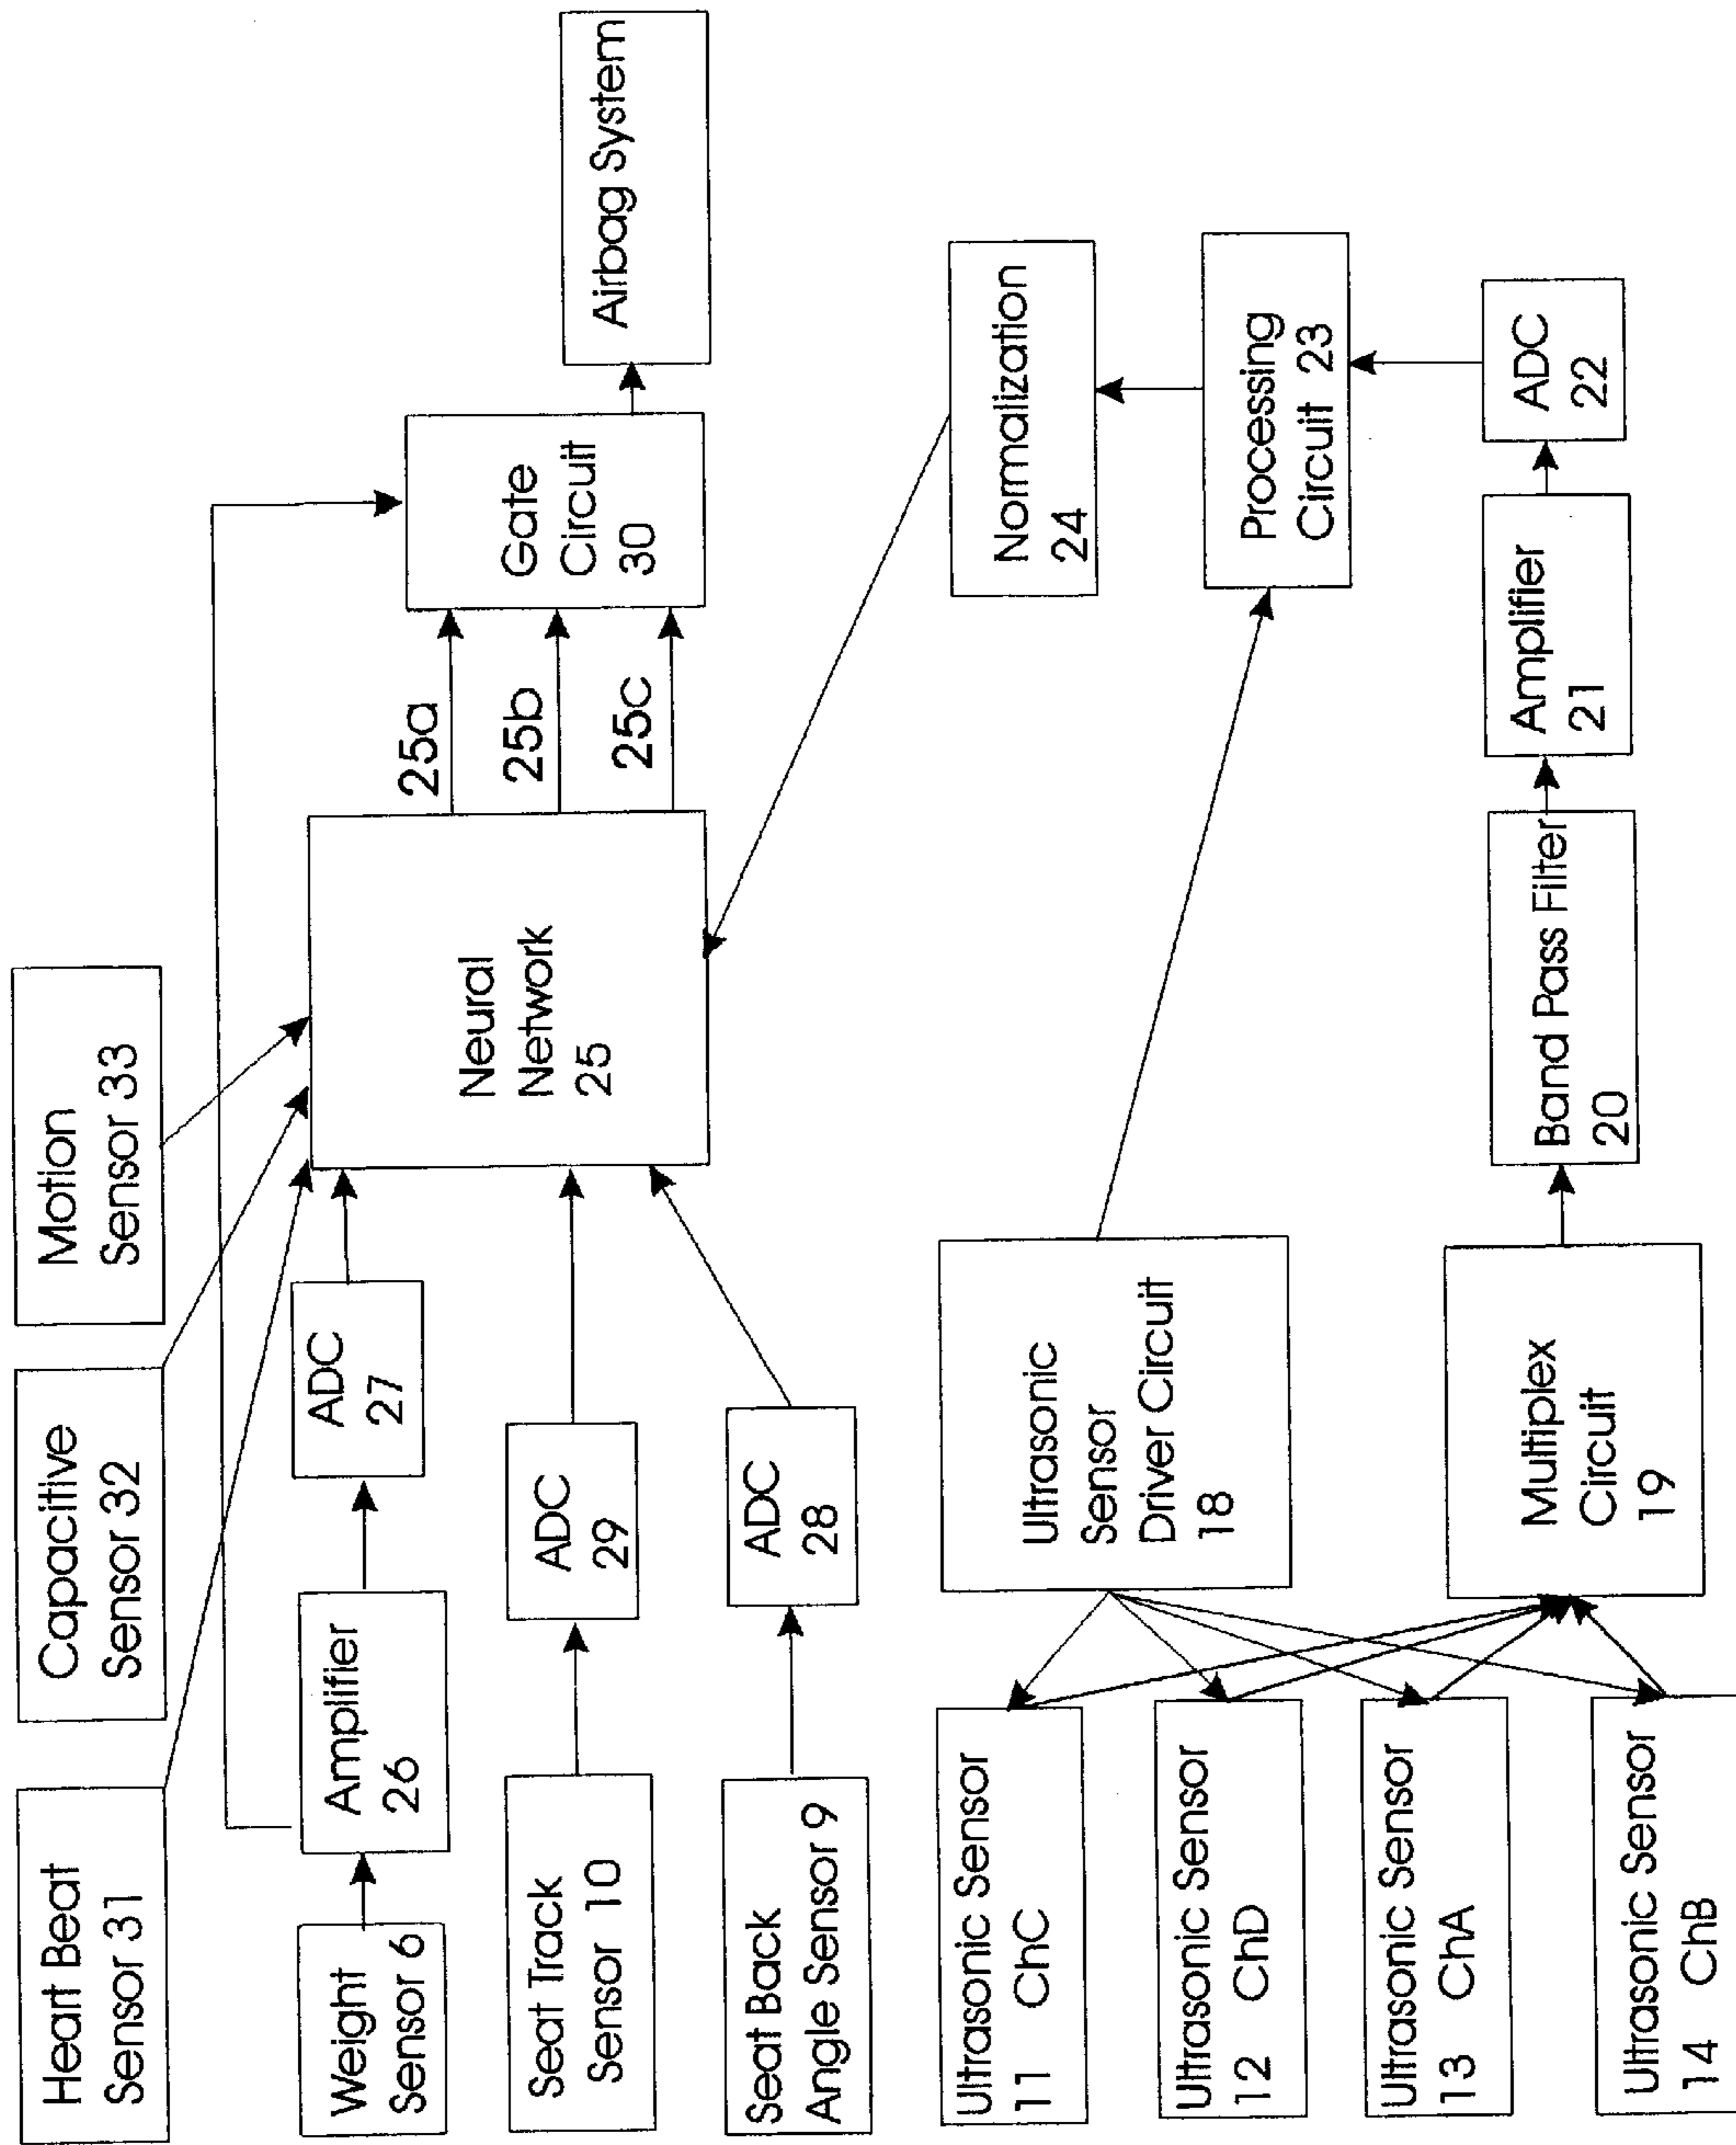 Heart Beat
Sensor 31
Capacitive
Sensor 32
Motion
Sensor 33
Weight
Sensor 6
Amplifier
26
ADC
27
Seat Track
Sensor 10
ADC
29
Seat Back
Angle Sensor 9
ADC
28
Neural
Network
25
25a
25b
25c
Gate
Circuit
30
Airbag System
Ultrasonic Sensor
11 ChC
Ultrasonic Sensor
12 ChD
Ultrasonic Sensor
13 ChA
Ultrasonic Sensor
14 ChB
Ultrasonic
Sensor
Driver Circuit
18
Multiplex
Circuit
19
Band Pass Filter
20
Amplifier
21
ADC
22
Processing
Circuit 23
Normalization
24